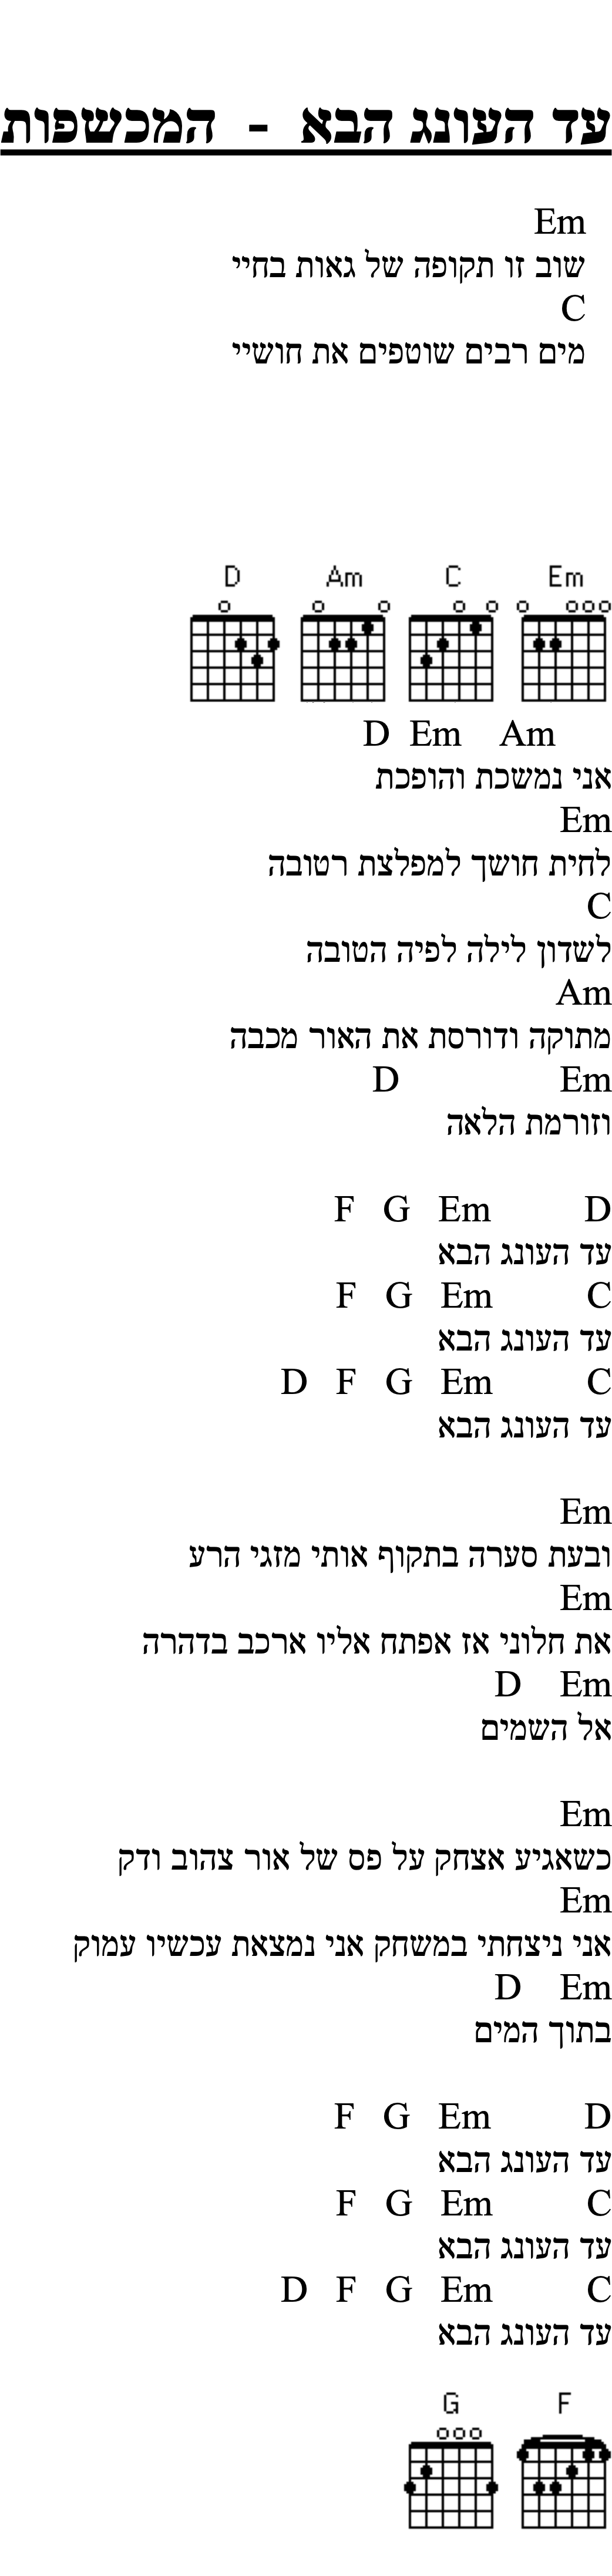 עד העונג הבא - המכשפות
Em
שוב זו תקופה של גאות בחיי
C
מים רבים שוטפים את חושיי
Em C Am D
Am Em D
אני נמשכת והופכת
Em
לחית חושך למפלצת רטובה
C
לשדון לילה לפיה הטובה
Am
מתוקה ודורסת את האור מכבה
Em D
וזורמת הלאה
D Em G F
עד העונג הבא
C Em G F
עד העונג הבא
C Em G F D
עד העונג הבא
Em
ובעת סערה בתקוף אותי מזגי הרע
Em
את חלוני אז אפתח אליו ארכב בדהרה
Em D
אל השמים
Em
כשאגיע אצחק על פס של אור צהוב ודק
Em
אני ניצחתי במשחק אני נמצאת עכשיו עמוק
Em D
בתוך המים
D Em G F
עד העונג הבא
C Em G F
עד העונג הבא
C Em G F D
עד העונג הבא
F G